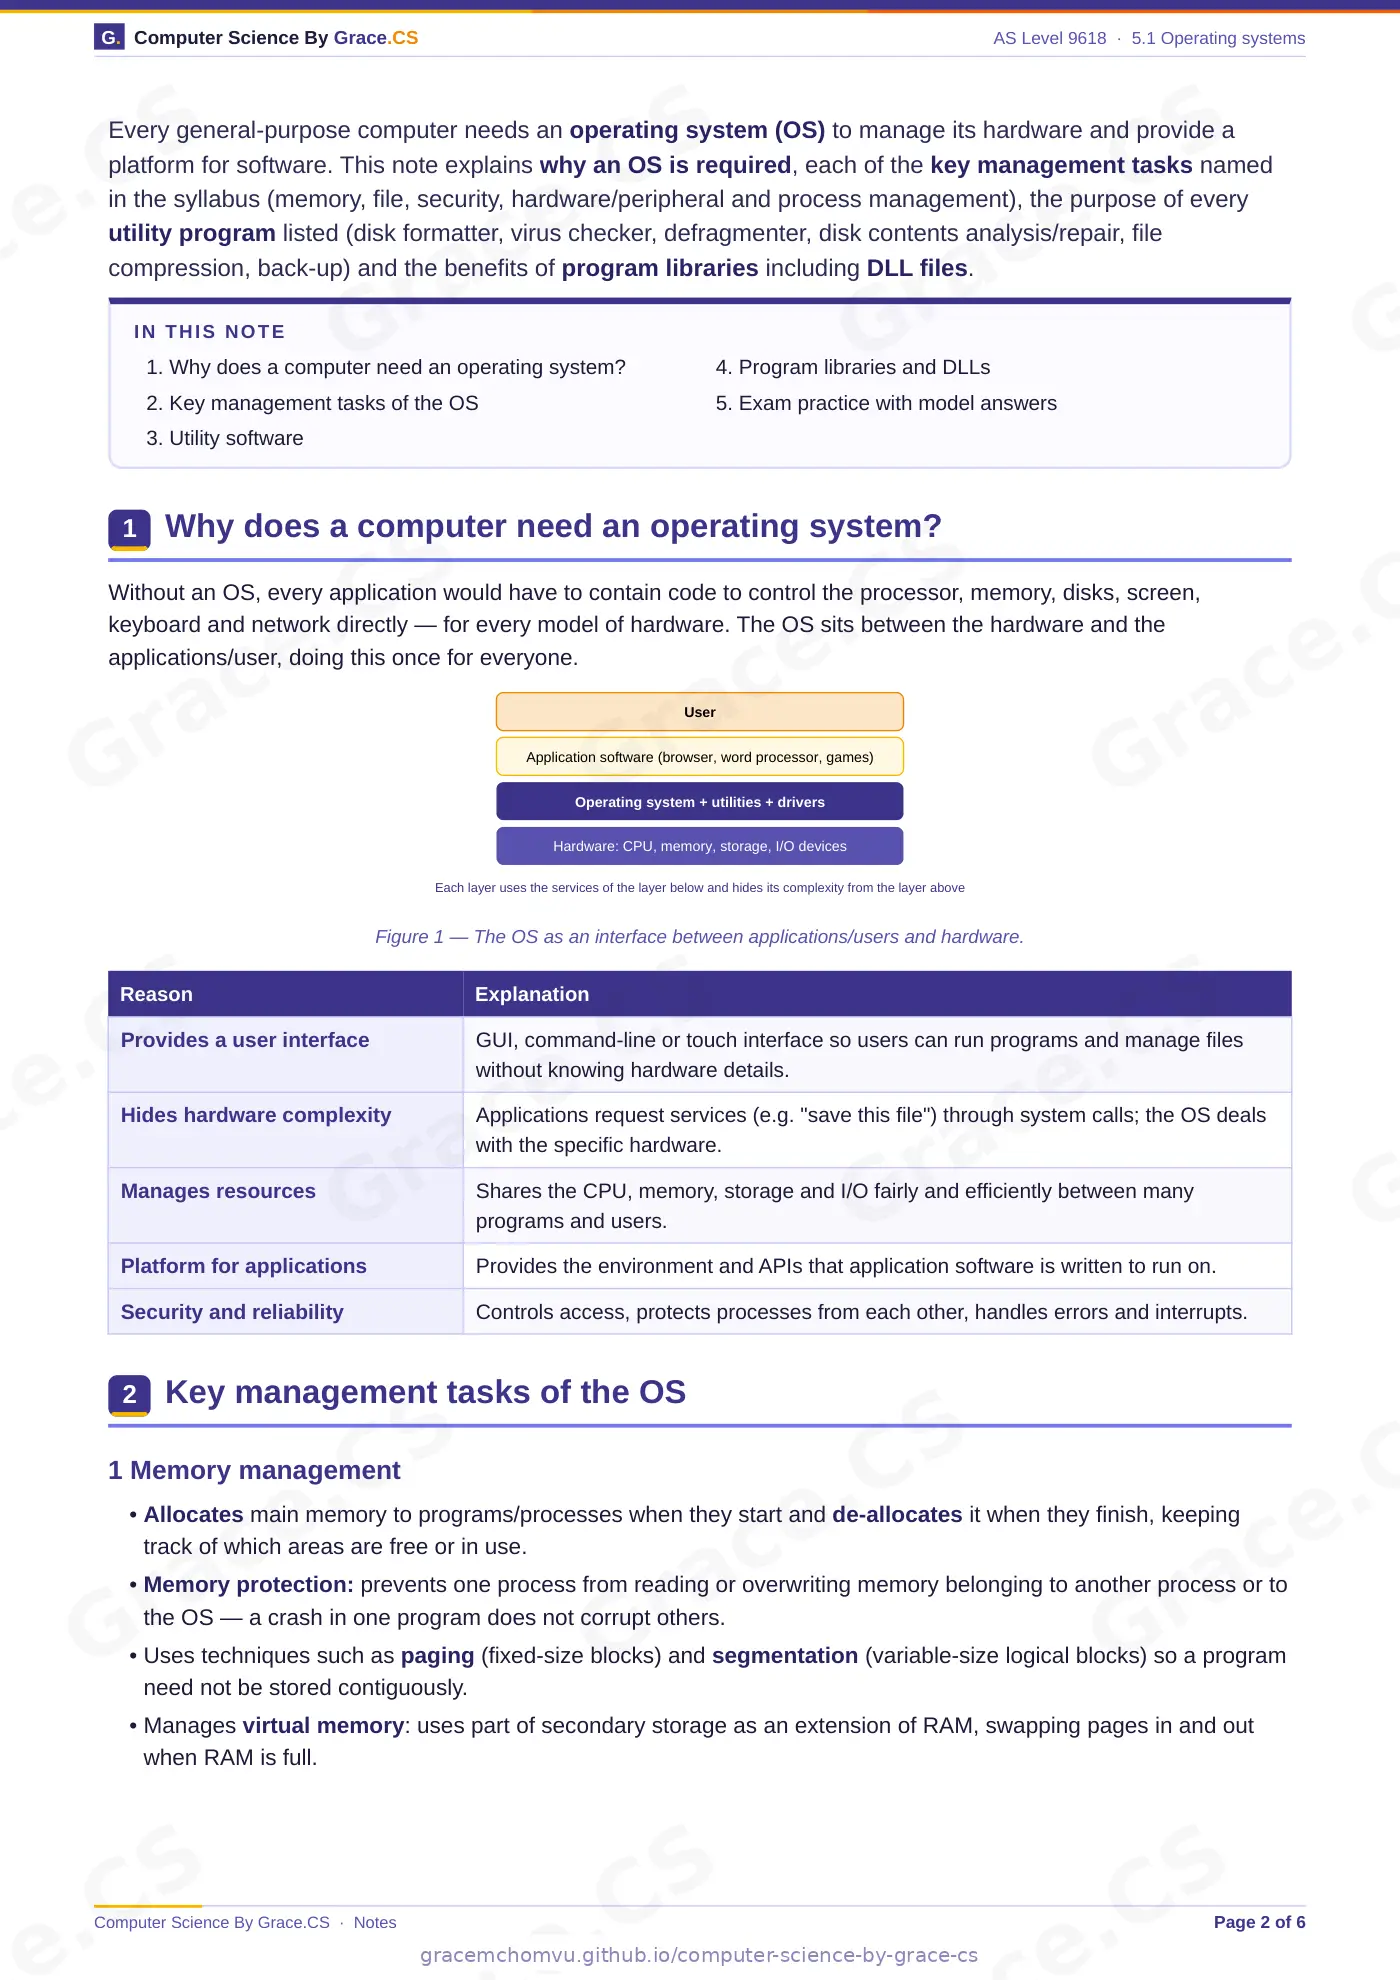 G. Computer Science By Grace.CS
AS Level 9618 · 5.1 Operating systems
Every general-purpose computer needs an operating system (OS) to manage its hardware and provide a
platform for software. This note explains why an OS is required, each of the key management tasks named
in the syllabus (memory, file, security, hardware/peripheral and process management), the purpose of every
utility program listed (disk formatter, virus checker, defragmenter, disk contents analysis/repair, file
compression, back-up) and the benefits of program libraries including DLL files.
IN THIS NOTE
1. Why does a computer need an operating system?
2. Key management tasks of the OS
3. Utility software
4. Program libraries and DLLs
5. Exam practice with model answers
1 Why does a computer need an operating system?
Without an OS, every application would have to contain code to control the processor, memory, disks, screen,
keyboard and network directly — for every model of hardware. The OS sits between the hardware and the
applications/user, doing this once for everyone.
User
Application software (browser, word processor, games)
Operating system + utilities + drivers
Hardware: CPU, memory, storage, I/O devices
Each layer uses the services of the layer below and hides its complexity from the layer above
Figure 1 — The OS as an interface between applications/users and hardware.
Reason Explanation
Provides a user interface GUI, command-line or touch interface so users can run programs and manage files
without knowing hardware details.
Hides hardware complexity Applications request services (e.g. "save this file") through system calls; the OS deals
with the specific hardware.
Manages resources Shares the CPU, memory, storage and I/O fairly and efficiently between many
programs and users.
Platform for applications Provides the environment and APIs that application software is written to run on.
Security and reliability Controls access, protects processes from each other, handles errors and interrupts.
2 Key management tasks of the OS
1 Memory management
• Allocates main memory to programs/processes when they start and de-allocates it when they finish, keeping
track of which areas are free or in use.
• Memory protection: prevents one process from reading or overwriting memory belonging to another process or to
the OS — a crash in one program does not corrupt others.
• Uses techniques such as paging (fixed-size blocks) and segmentation (variable-size logical blocks) so a program
need not be stored contiguously.
• Manages virtual memory: uses part of secondary storage as an extension of RAM, swapping pages in and out
when RAM is full.
Computer Science By Grace.CS · Notes
Page 2 of 6
gracemchomvu.github.io/computer-science-by-grace-cs